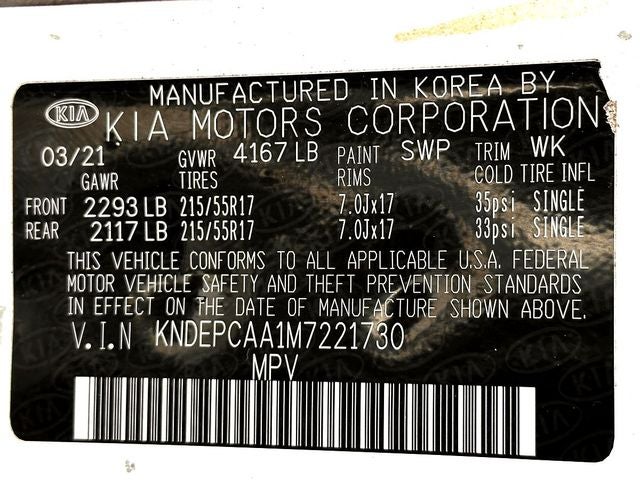 MANUFACTURED IN KOREA BY
KIA KIA MOTORS CORPORATION
03/21 GVWR 4167 LB PAINT SWP TRIM WK
GAWR TIRES RIMS COLD TIRE INFL
FRONT 2293 LB 215/55R17 7.0Jx17 35psi SINGLE
REAR 2117 LB 215/55R17 7.0Jx17 33psi SINGLE
THIS VEHICLE CONFORMS TO ALL APPLICABLE U.S.A. FEDERAL
MOTOR VEHICLE SAFETY AND THEFT PREVENTION STANDARDS
IN EFFECT ON THE DATE OF MANUFACTURE SHOWN ABOVE.
V.I.N KNDEPCAA1M7221730
MPV